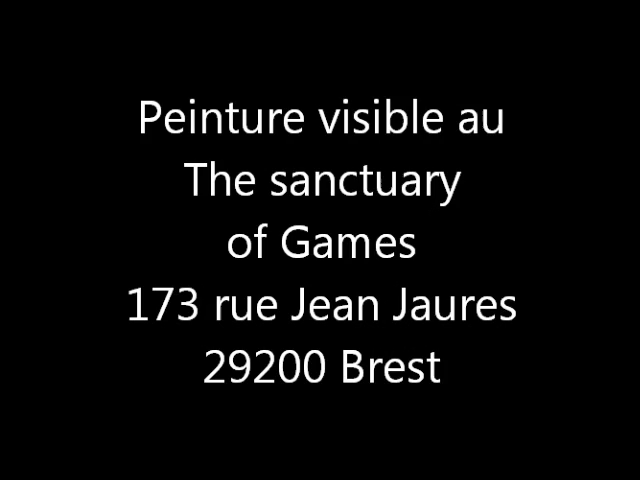 Peinture visible au
The sanctuary
of Games
173 rue Jean Jaures
29200 Brest